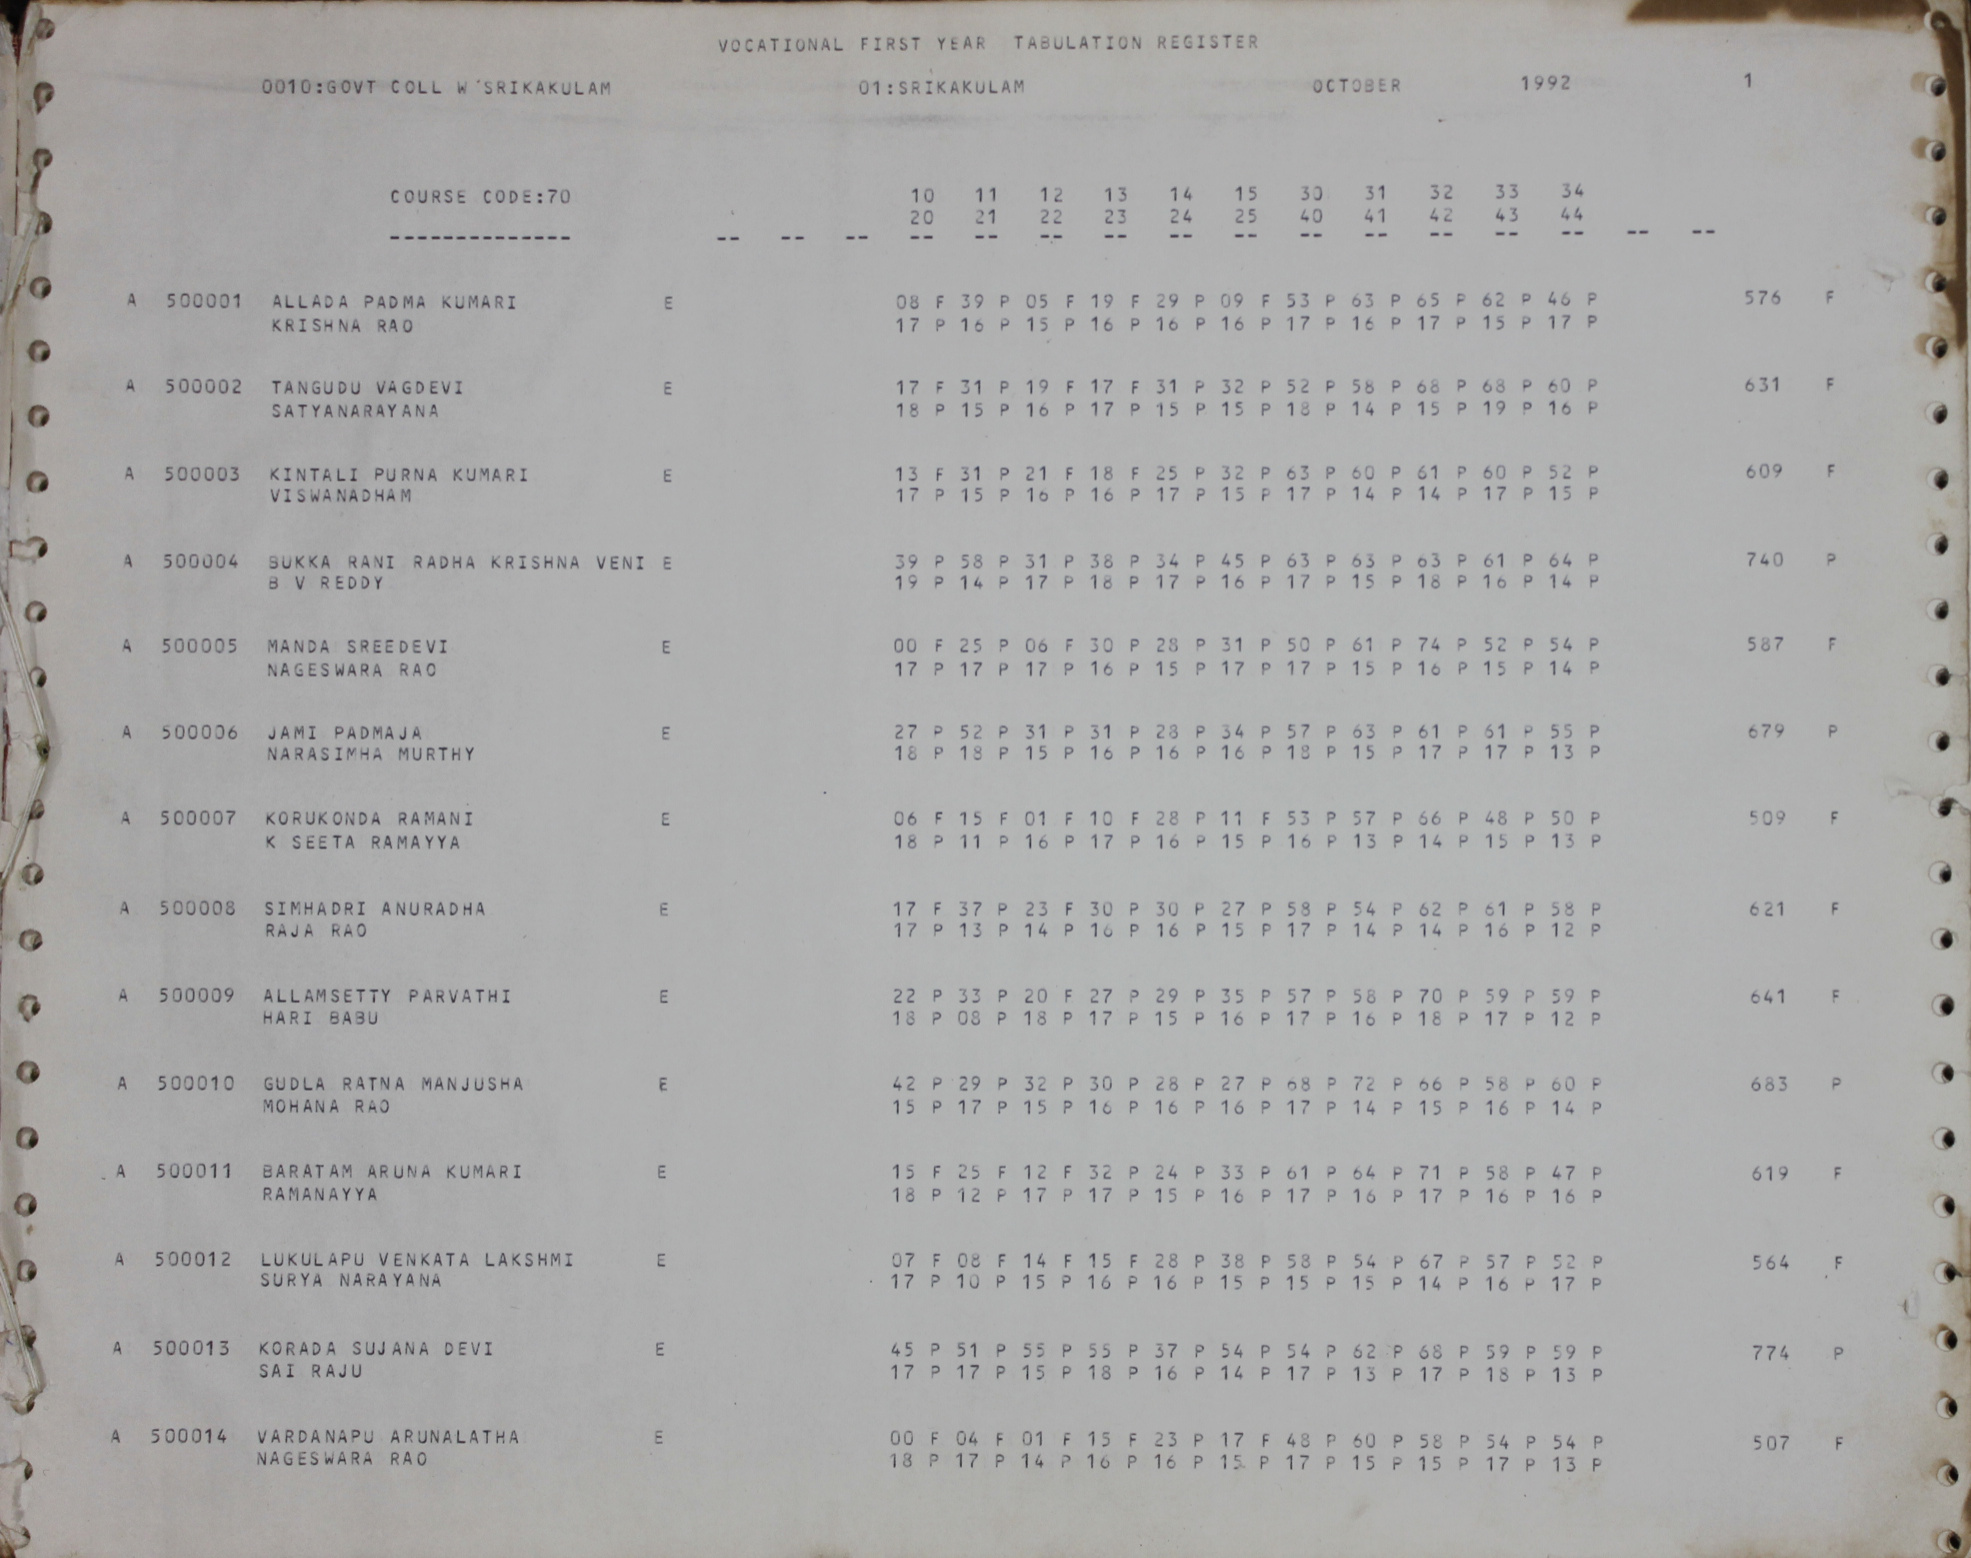 VOCATIONAL FIRST YEAR TABULATION REGISTER
0010:GOVT COLL W SRIKAKULAM 01:SRIKAKULAM OCTOBER 1992 1
COURSE CODE:70 10 11 12 13 14 15 30 31 32 33 34
20 21 22 23 24 25 40 41 42 43 44
-------------- -- -- -- -- -- -- -- -- -- -- -- -- -- -- -- --
A 500001 ALLADA PADMA KUMARI E 08 F 39 P 05 F 19 F 29 P 09 F 53 P 63 P 65 P 62 P 46 P 576 F
KRISHNA RAO 17 P 16 P 15 P 16 P 16 P 16 P 17 P 16 P 17 P 15 P 17 P
A 500002 TANGUDU VAGDEVI E 17 F 31 P 19 F 17 F 31 P 32 P 52 P 58 P 68 P 68 P 60 P 631 F
SATYANARAYANA 18 P 15 P 16 P 17 P 15 P 15 P 18 P 14 P 15 P 19 P 16 P
A 500003 KINTALI PURNA KUMARI E 13 F 31 P 21 F 18 F 25 P 32 P 63 P 60 P 61 P 60 P 52 P 609 F
VISWANADHAM 17 P 15 P 16 P 16 P 17 P 15 P 17 P 14 P 14 P 17 P 15 P
A 500004 BUKKA RANI RADHA KRISHNA VENI E 39 P 58 P 31 P 38 P 34 P 45 P 63 P 63 P 63 P 61 P 64 P 740 P
B V REDDY 19 P 14 P 17 P 18 P 17 P 16 P 17 P 15 P 18 P 16 P 14 P
A 500005 MANDA SREEDEVI E 00 F 25 P 06 F 30 P 28 P 31 P 50 P 61 P 74 P 52 P 54 P 587 F
NAGESWARA RAO 17 P 17 P 17 P 16 P 15 P 17 P 17 P 15 P 16 P 15 P 14 P
A 500006 JAMI PADMAJA E 27 P 52 P 31 P 31 P 28 P 34 P 57 P 63 P 61 P 61 P 55 P 679 P
NARASIMHA MURTHY 18 P 18 P 15 P 16 P 16 P 16 P 18 P 15 P 17 P 17 P 13 P
A 500007 KORUKONDA RAMANI E 06 F 15 F 01 F 10 F 28 P 11 F 53 P 57 P 66 P 48 P 50 P 509 F
K SEETA RAMAYYA 18 P 11 P 16 P 17 P 16 P 15 P 16 P 13 P 14 P 15 P 13 P
A 500008 SIMHADRI ANURADHA E 17 F 37 P 23 F 30 P 30 P 27 P 58 P 54 P 62 P 61 P 58 P 621 F
RAJA RAO 17 P 13 P 14 P 16 P 16 P 15 P 17 P 14 P 14 P 16 P 12 P
A 500009 ALLAMSETTY PARVATHI E 22 P 33 P 20 F 27 P 29 P 35 P 57 P 58 P 70 P 59 P 59 P 641 F
HARI BABU 18 P 08 P 18 P 17 P 15 P 16 P 17 P 16 P 18 P 17 P 12 P
A 500010 GUDLA RATNA MANJUSHA E 42 P 29 P 32 P 30 P 28 P 27 P 68 P 72 P 66 P 58 P 60 P 683 P
MOHANA RAO 15 P 17 P 15 P 16 P 16 P 16 P 17 P 14 P 15 P 16 P 14 P
A 500011 BARATAM ARUNA KUMARI E 15 F 25 F 12 F 32 P 24 P 33 P 61 P 64 P 71 P 58 P 47 P 619 F
RAMANAYYA 18 P 12 P 17 P 17 P 15 P 16 P 17 P 16 P 17 P 16 P 16 P
A 500012 LUKULAPU VENKATA LAKSHMI E 07 F 08 F 14 F 15 F 28 P 38 P 58 P 54 P 67 P 57 P 52 P 564 F
SURYA NARAYANA 17 P 10 P 15 P 16 P 16 P 15 P 15 P 15 P 14 P 16 P 17 P
A 500013 KORADA SUJANA DEVI E 45 P 51 P 55 P 55 P 37 P 54 P 54 P 62 P 68 P 59 P 59 P 774 P
SAI RAJU 17 P 17 P 15 P 18 P 16 P 14 P 17 P 13 P 17 P 18 P 13 P
A 500014 VARDANAPU ARUNALATHA E 00 F 04 F 01 F 15 F 23 P 17 F 48 P 60 P 58 P 54 P 54 P 507 F
NAGESWARA RAO 18 P 17 P 14 P 16 P 16 P 15 P 17 P 15 P 15 P 17 P 13 P